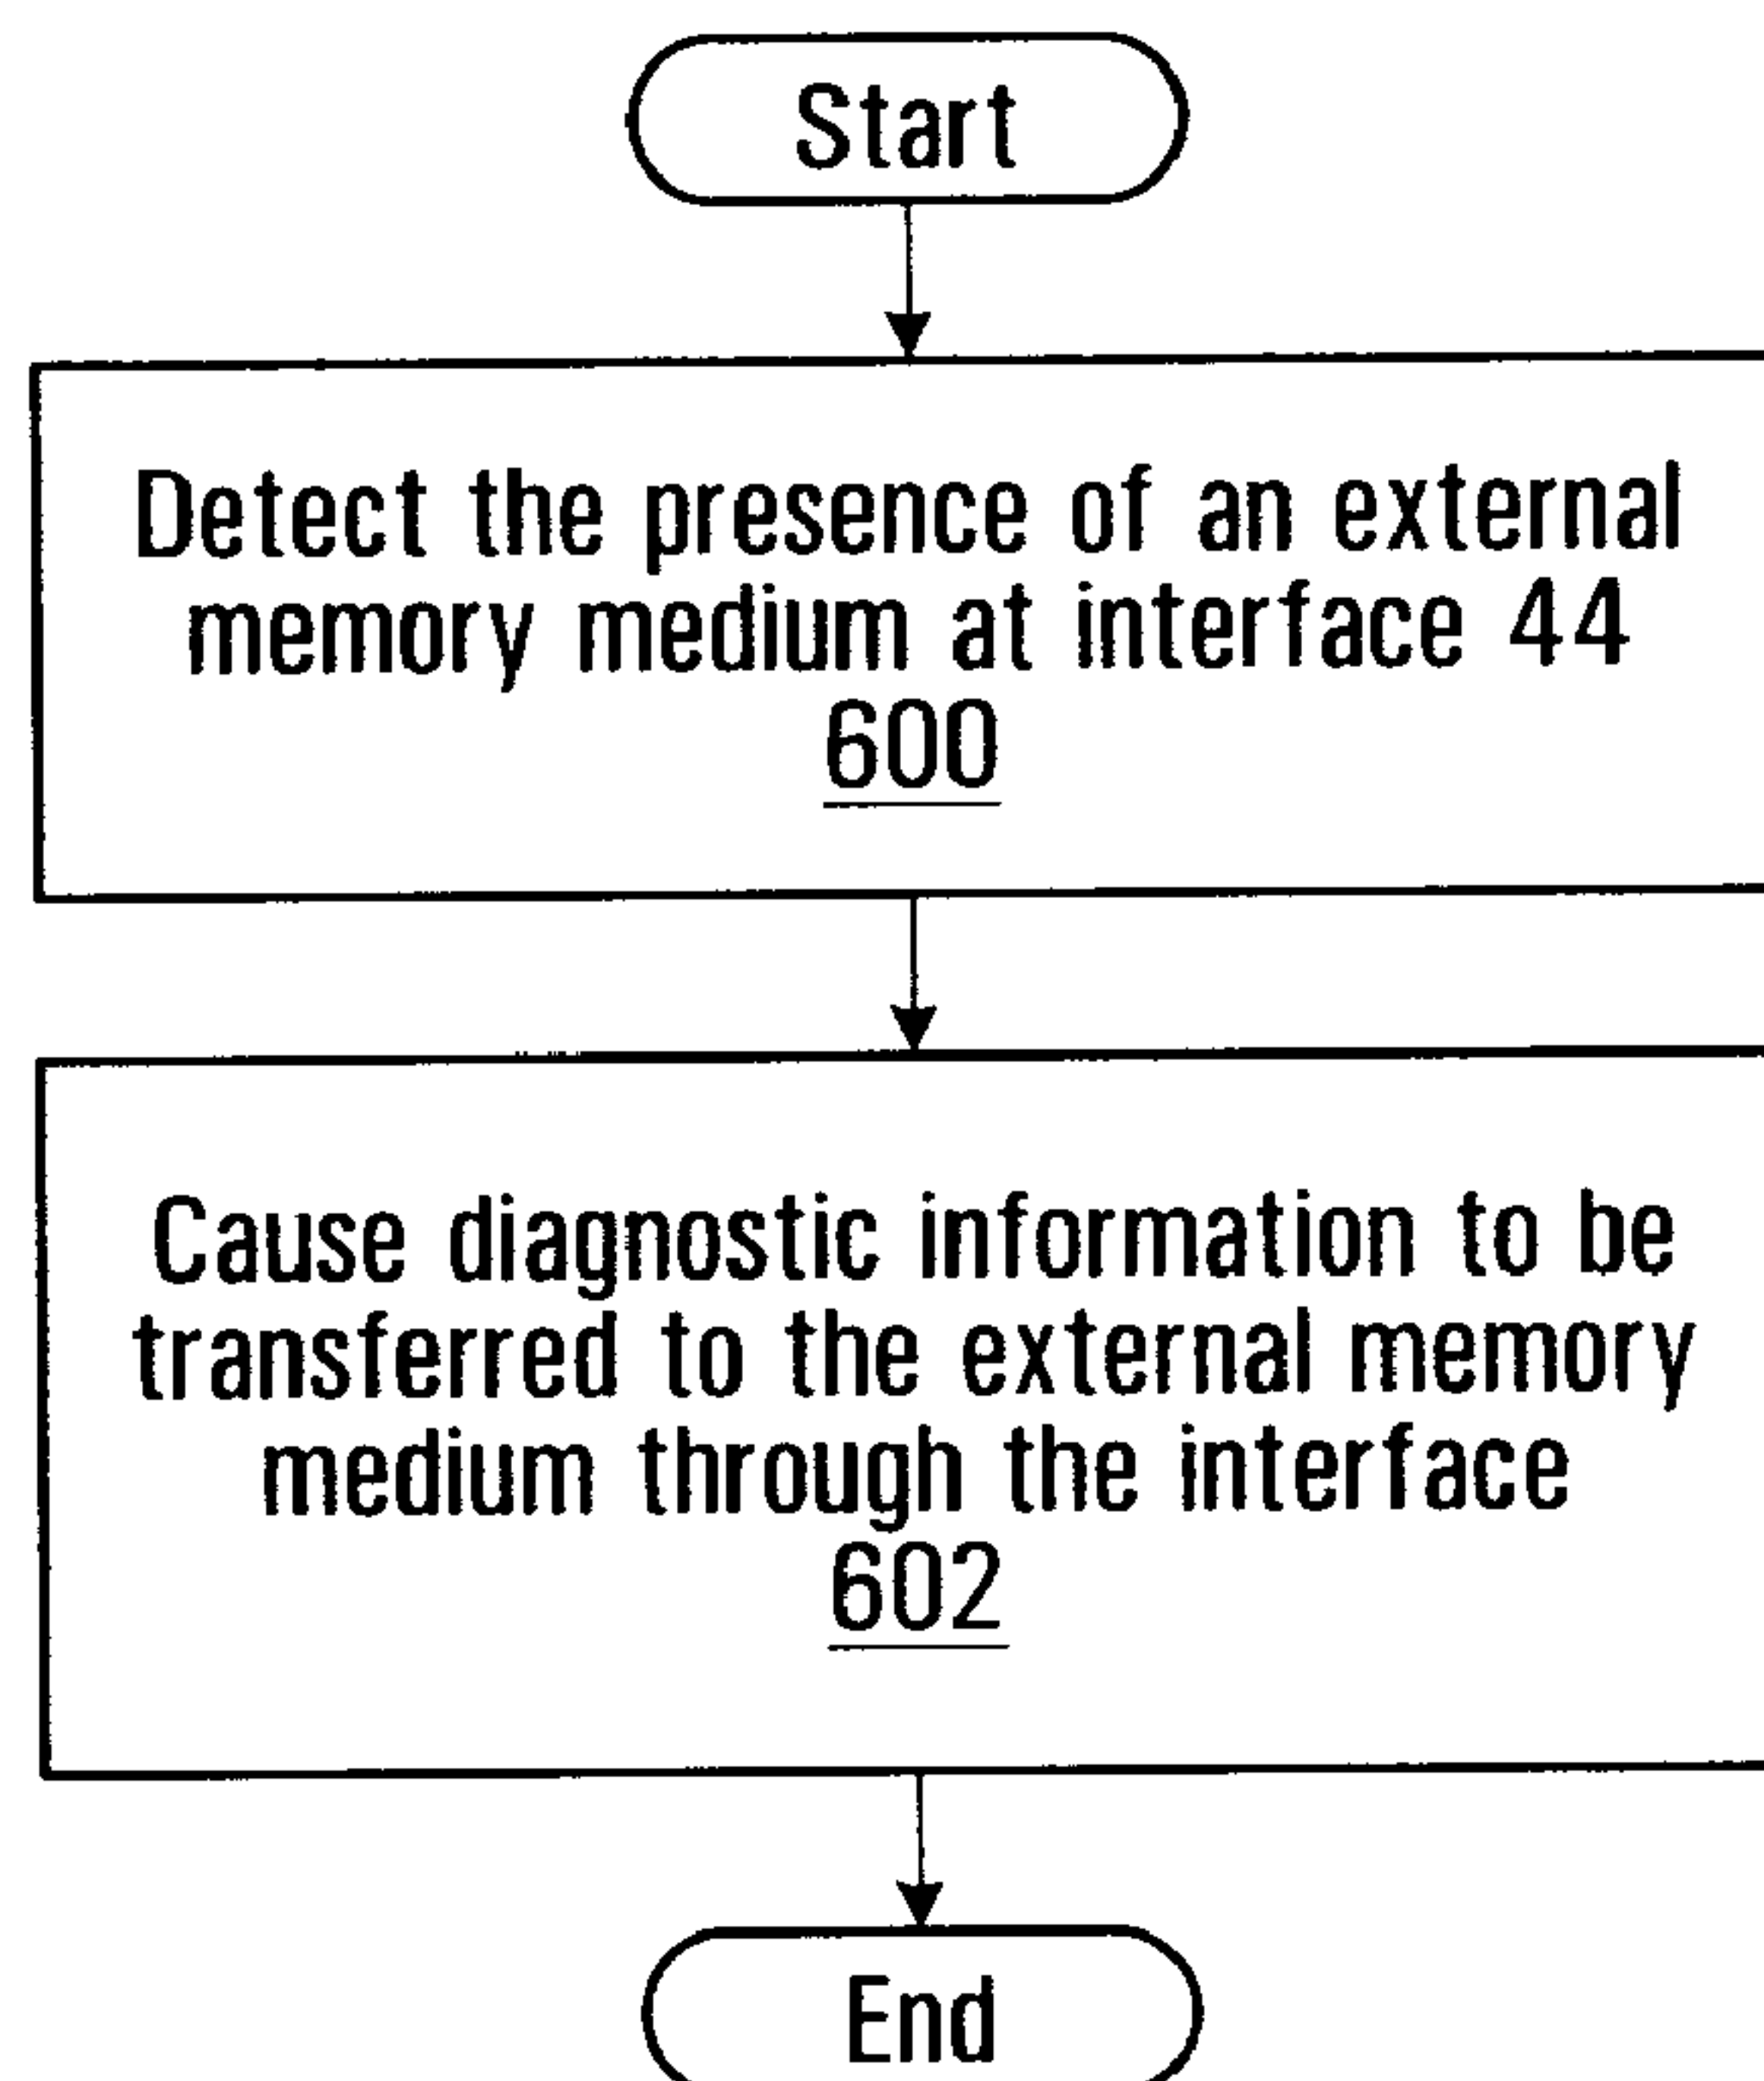 Start
Detect the presence of an external
memory medium at interface 44
600
Cause diagnostic information to be
transferred to the external memory
medium through the interface
602
End